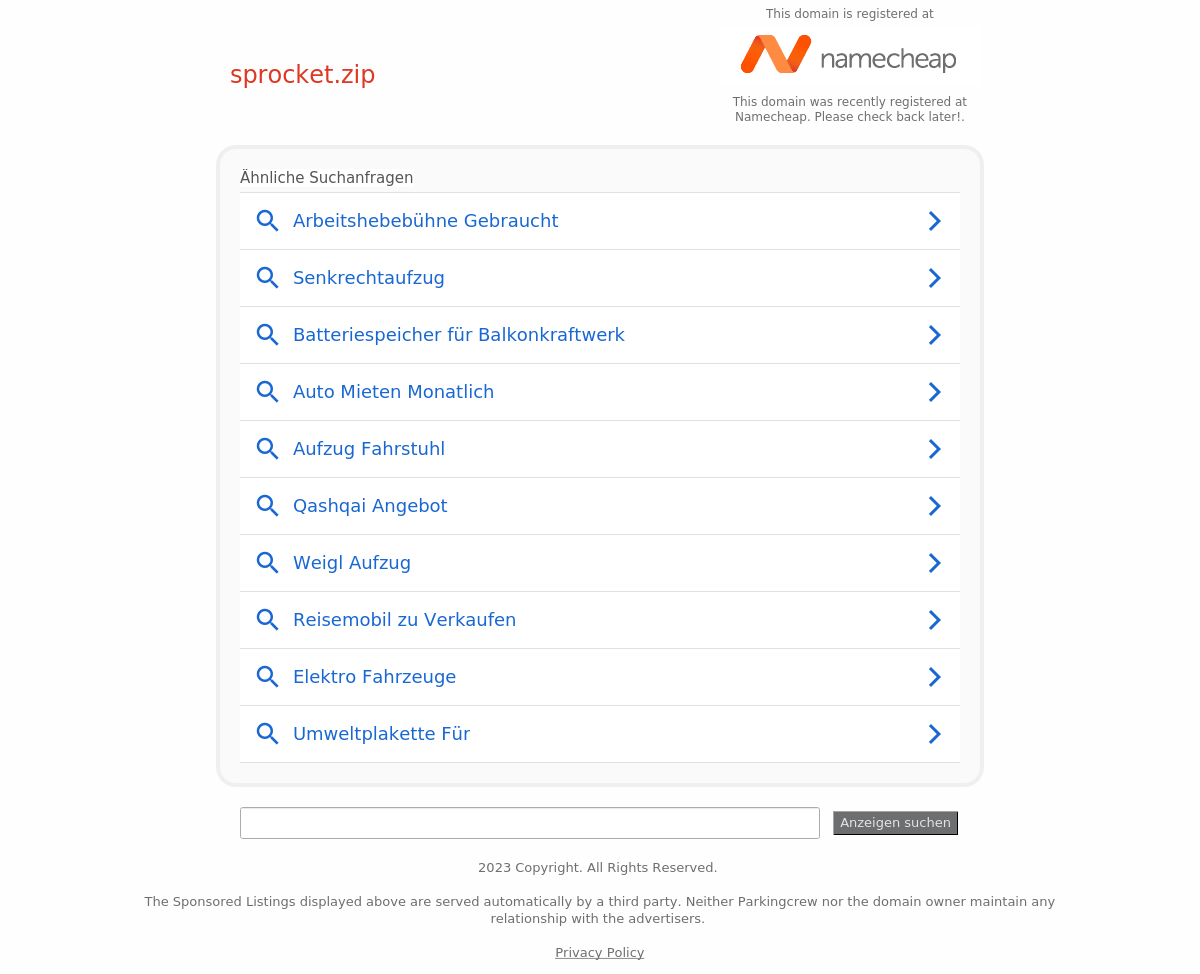 This domain is registered at
namecheap
sprocket.zip
This domain was recently registered at
Namecheap. Please check back later!.
Ähnliche Suchanfragen
Arbeitshebebühne Gebraucht
Senkrechtaufzug
Batteriespeicher für Balkonkraftwerk
Auto Mieten Monatlich
Aufzug Fahrstuhl
Qashqai Angebot
Weigl Aufzug
Reisemobil zu Verkaufen
Elektro Fahrzeuge
Umweltplakette Für
Anzeigen suchen
2023 Copyright. All Rights Reserved.
The Sponsored Listings displayed above are served automatically by a third party. Neither Parkingcrew nor the domain owner maintain any
relationship with the advertisers.
Privacy Policy